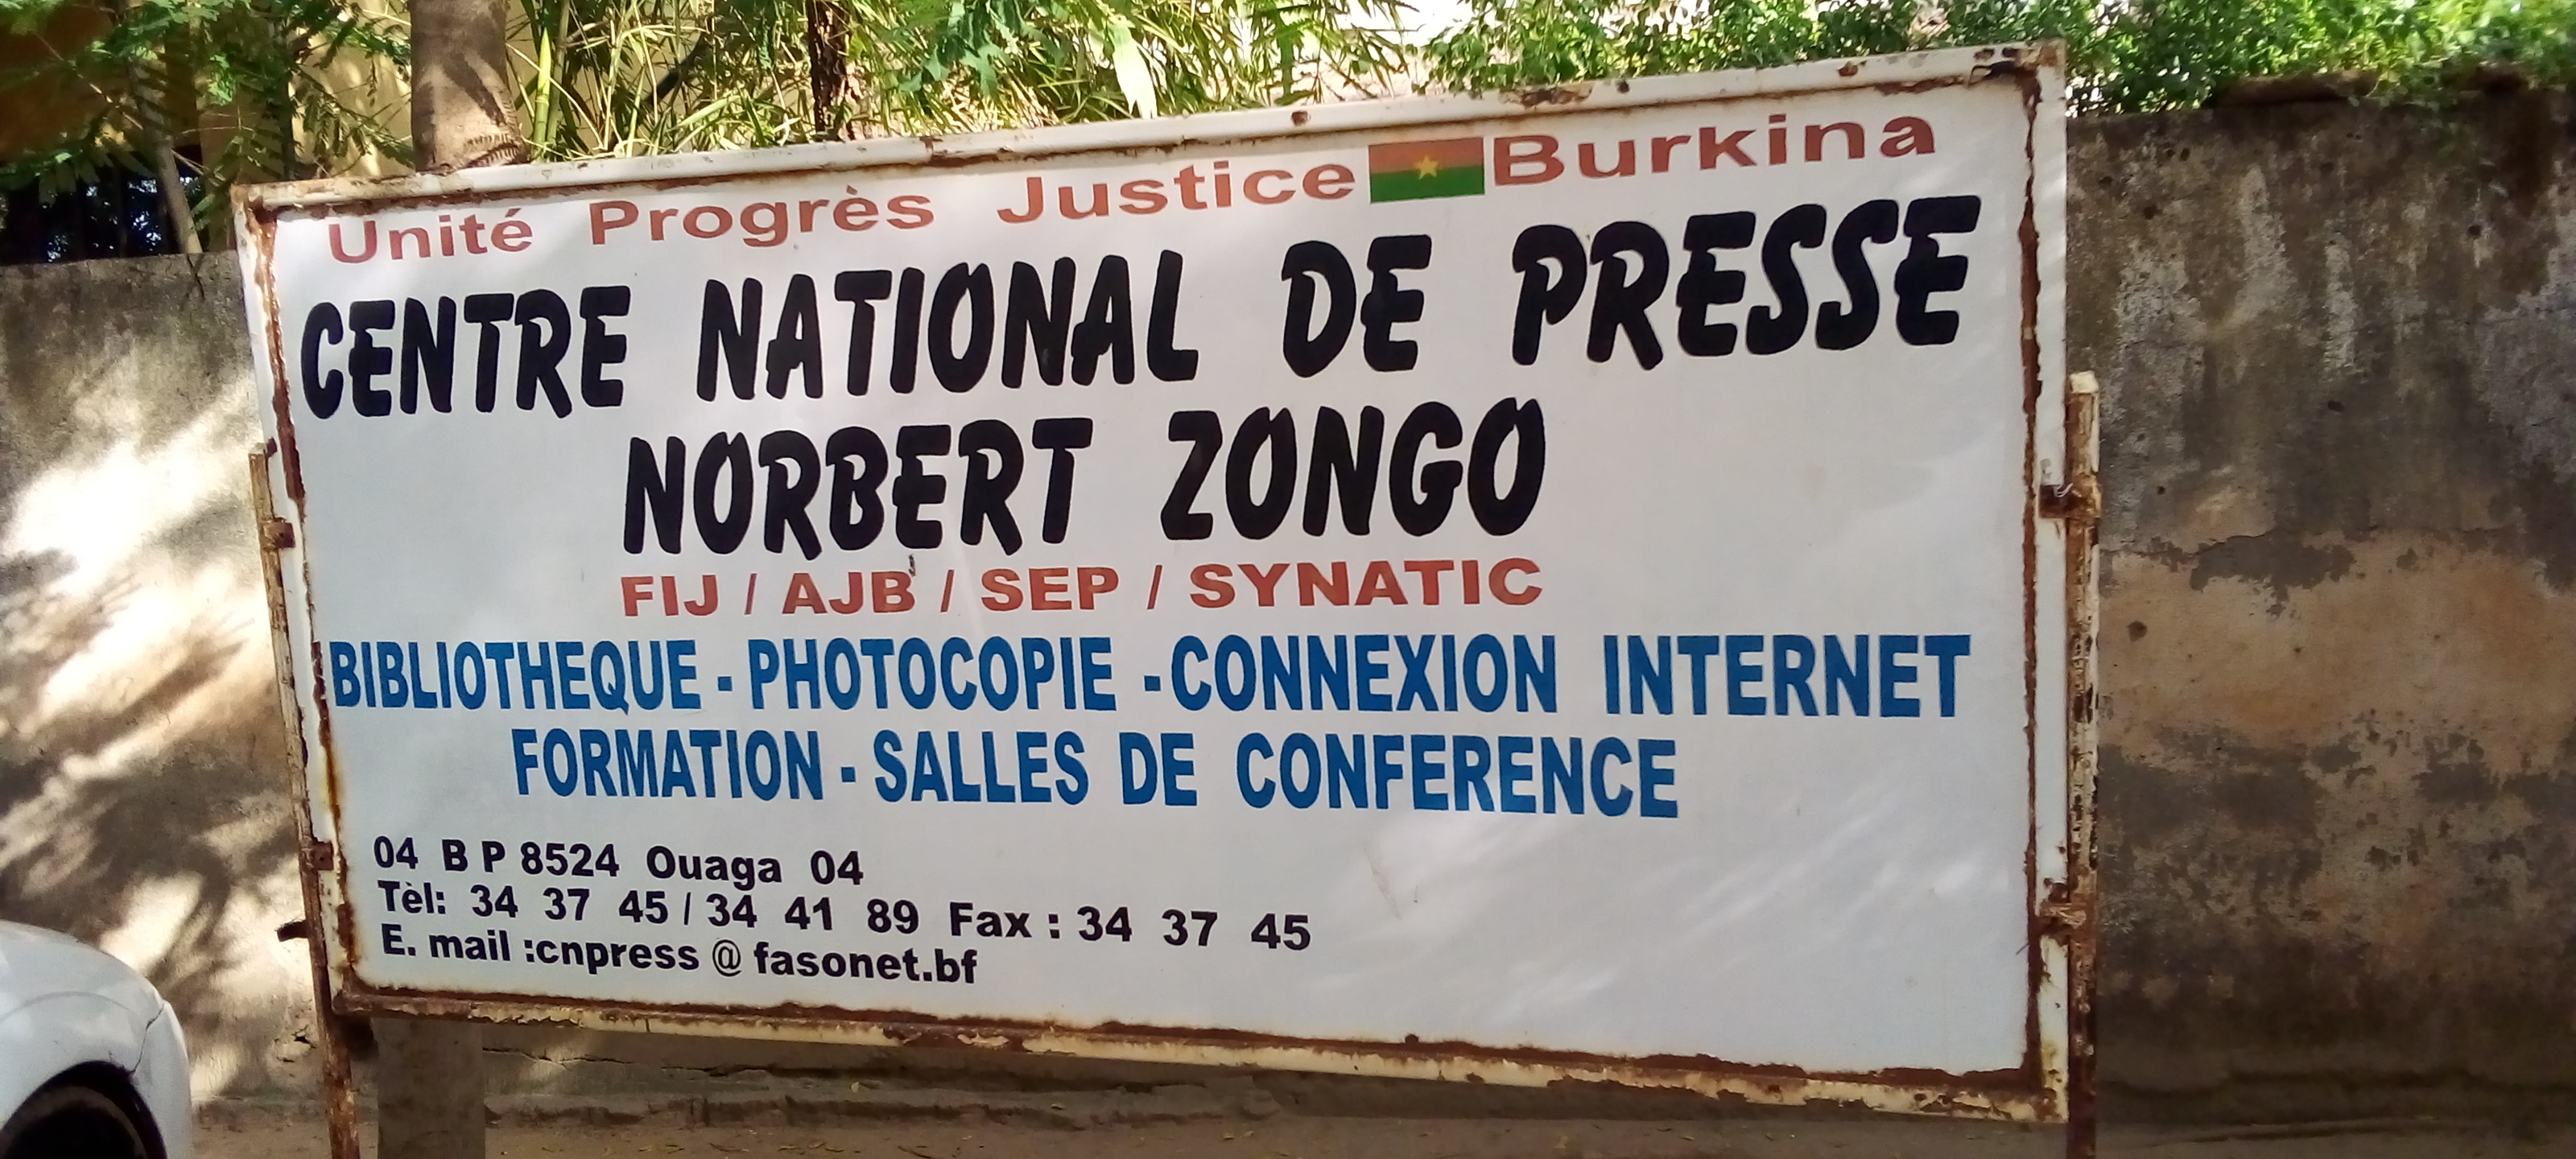 Unité Progrès Justice Burkina
CENTRE NATIONAL DE PRESSE
NORBERT ZONGO
FIJ / AJB / SEP / SYNATIC
BIBLIOTHEQUE - PHOTOCOPIE - CONNEXION INTERNET
FORMATION - SALLES DE CONFERENCE
04 B P 8524 Ouaga 04
Tèl: 34 37 45 / 34 41 89 Fax : 34 37 45
E. mail :cnpress @ fasonet.bf